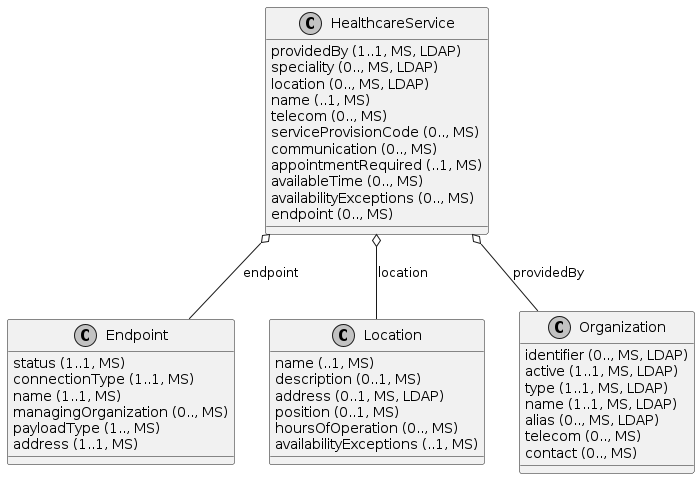 C HealthcareService
providedBy (1..1, MS, LDAP)
speciality (0.., MS, LDAP)
location (0.., MS, LDAP)
name (..1, MS)
telecom (0.., MS)
serviceProvisionCode (0.., MS)
communication (0.., MS)
appointmentRequired (..1, MS)
availableTime (0.., MS)
availabilityExceptions (0.., MS)
endpoint (0.., MS)
endpoint
location
providedBy
C Endpoint
status (1..1, MS)
connectionType (1..1, MS)
name (1..1, MS)
managingOrganization (0.., MS)
payloadType (1.., MS)
address (1..1, MS)
C Location
name (..1, MS)
description (0..1, MS)
address (0..1, MS, LDAP)
position (0..1, MS)
hoursOfOperation (0.., MS)
availabilityExceptions (..1, MS)
C Organization
identifier (0.., MS, LDAP)
active (1..1, MS, LDAP)
type (1..1, MS, LDAP)
name (1..1, MS, LDAP)
alias (0.., MS, LDAP)
telecom (0.., MS)
contact (0.., MS)